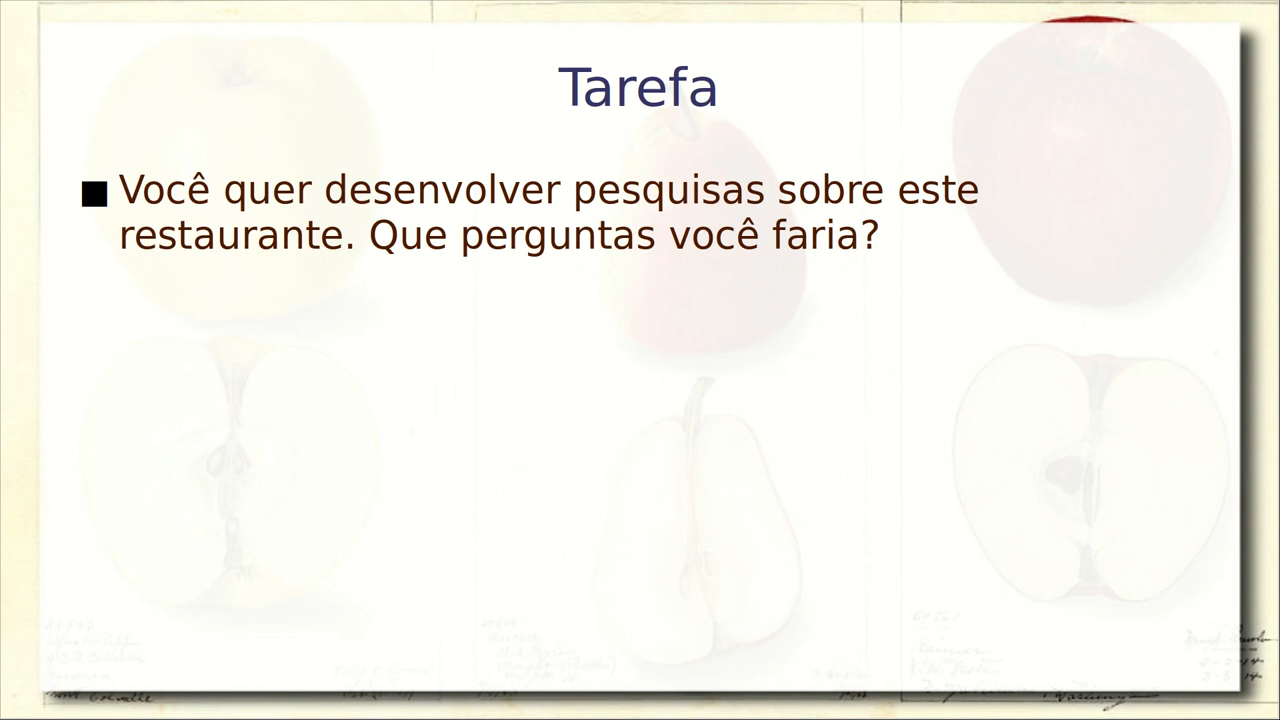 Tarefa
Você quer desenvolver pesquisas sobre este
restaurante. Que perguntas você faria?